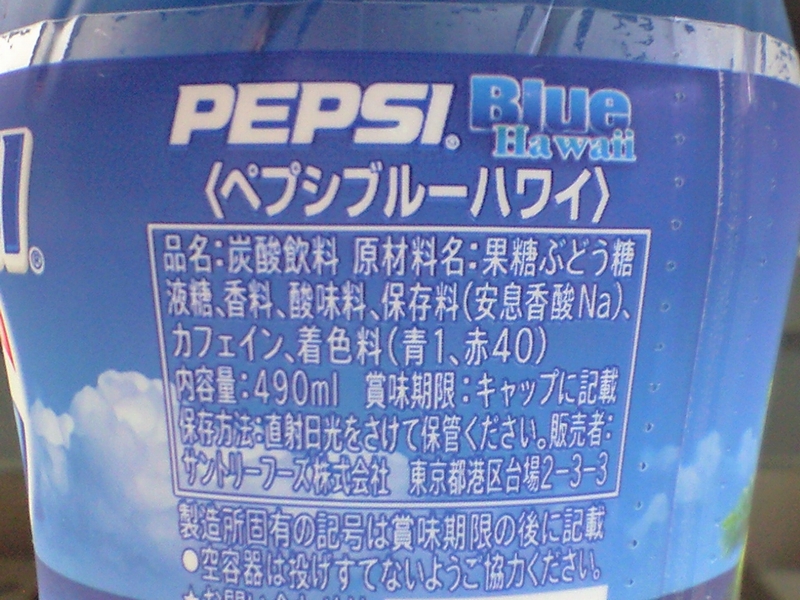 PEPSI® Blue Hawaii
〈ペプシブルーハワイ〉
品名:炭酸飲料 原材料名:果糖ぶどう糖
液糖、香料、酸味料、保存料(安息香酸Na)、
カフェイン、着色料(青1、赤40)
内容量:490ml 賞味期限:キャップに記載
保存方法:直射日光をさけて保管ください。販売者:
サントリーフーズ株式会社 東京都港区台場2-3-3
製造所固有の記号は賞味期限の後に記載
●空容器は投げすてないようご協力ください。